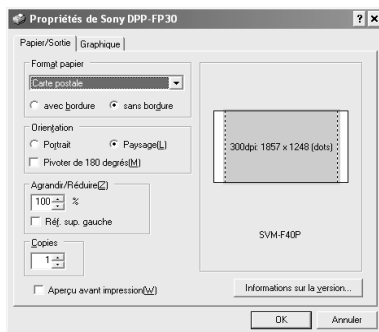 Propriétés de Sony DPP-FP30
Papier/Sortie
Graphique
Format papier
Carte postale
avec bordure
sans bordure
Orientation
Portrait
Paysage(L)
Pivoter de 180 degrés(M)
Agrandir/Réduire(Z)
100 %
Réf. sup. gauche
Copies
1
Aperçu avant impression(W)
300dpi: 1857 x 1248 (dots)
SVM-F40P
Informations sur la version...
OK
Annuler